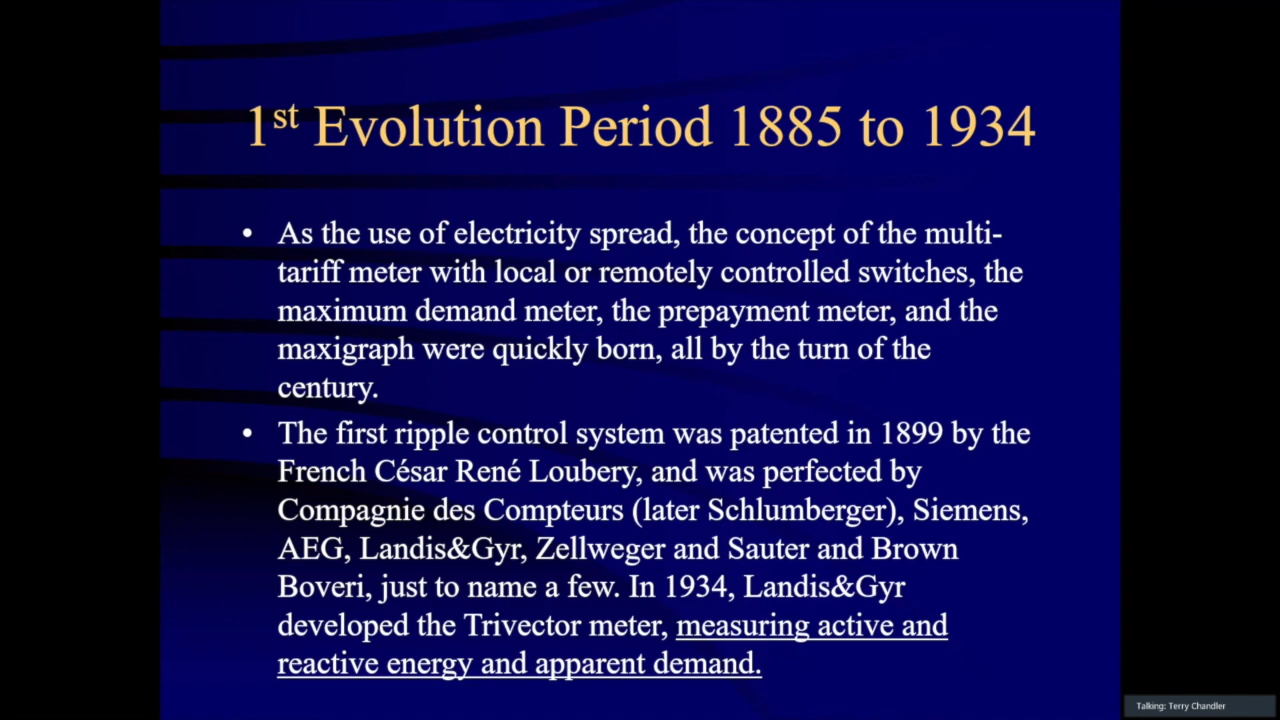 1st Evolution Period 1885 to 1934
• As the use of electricity spread, the concept of the multi-
tariff meter with local or remotely controlled switches, the
maximum demand meter, the prepayment meter, and the
maxigraph were quickly born, all by the turn of the
century.
• The first ripple control system was patented in 1899 by the
French César René Loubery, and was perfected by
Compagnie des Compteurs (later Schlumberger), Siemens,
AEG, Landis&Gyr, Zellweger and Sauter and Brown
Boveri, just to name a few. In 1934, Landis&Gyr
developed the Trivector meter, measuring active and
reactive energy and apparent demand.
Talking: Terry Chandler